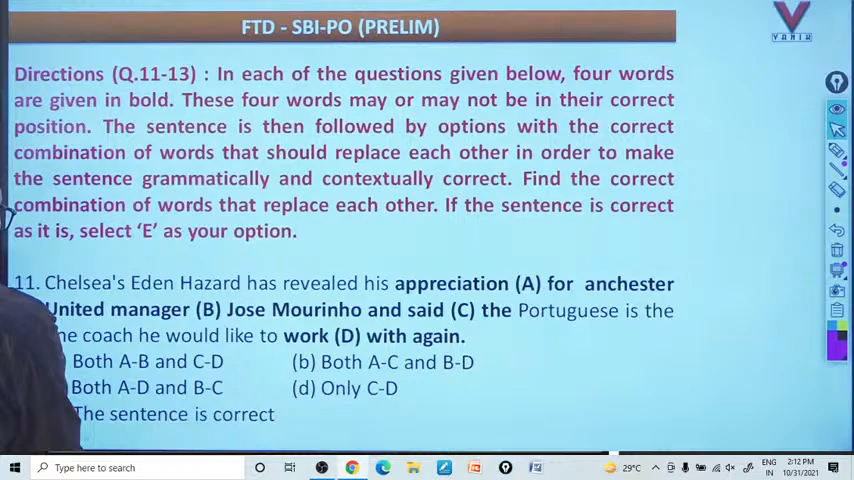 FTD - SBI-PO (PRELIM)
VANIK
Directions (Q.11-13) : In each of the questions given below, four words
are given in bold. These four words may or may not be in their correct
position. The sentence is then followed by options with the correct
combination of words that should replace each other in order to make
the sentence grammatically and contextually correct. Find the correct
combination of words that replace each other. If the sentence is correct
as it is, select ‘E’ as your option.
11. Chelsea's Eden Hazard has revealed his appreciation (A) for anchester
United manager (B) Jose Mourinho and said (C) the Portuguese is the
coach he would like to work (D) with again.
Both A-B and C-D
(b) Both A-C and B-D
Both A-D and B-C
(d) Only C-D
The sentence is correct
Type here to search
29°C
ENG
IN
2:12 PM
10/31/2021